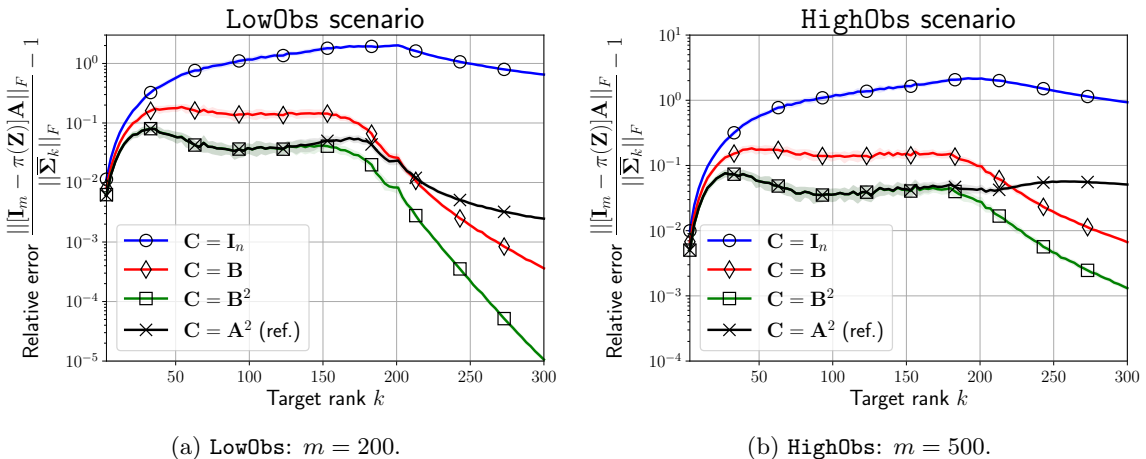 LowObs scenario
Relative error ||[I_m − π(Z)]A||_F / ||Σ̅_k||_F − 1
10^0
10^-1
10^-2
10^-3
10^-4
10^-5
C = I_n
C = B
C = B^2
C = A^2 (ref.)
50 100 150 200 250 300
Target rank k
(a) LowObs: m = 200.
HighObs scenario
Relative error ||[I_m − π(Z)]A||_F / ||Σ̅_k||_F − 1
10^1
10^0
10^-1
10^-2
10^-3
10^-4
C = I_n
C = B
C = B^2
C = A^2 (ref.)
50 100 150 200 250 300
Target rank k
(b) HighObs: m = 500.